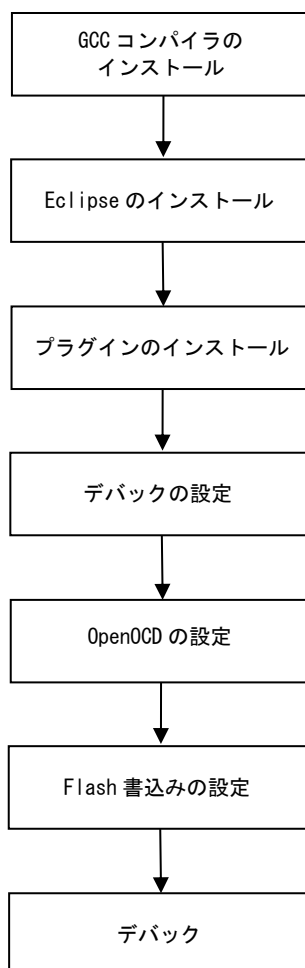 GCC コンパイラの
インストール
Eclipse のインストール
プラグインのインストール
デバックの設定
OpenOCD の設定
Flash 書込みの設定
デバック